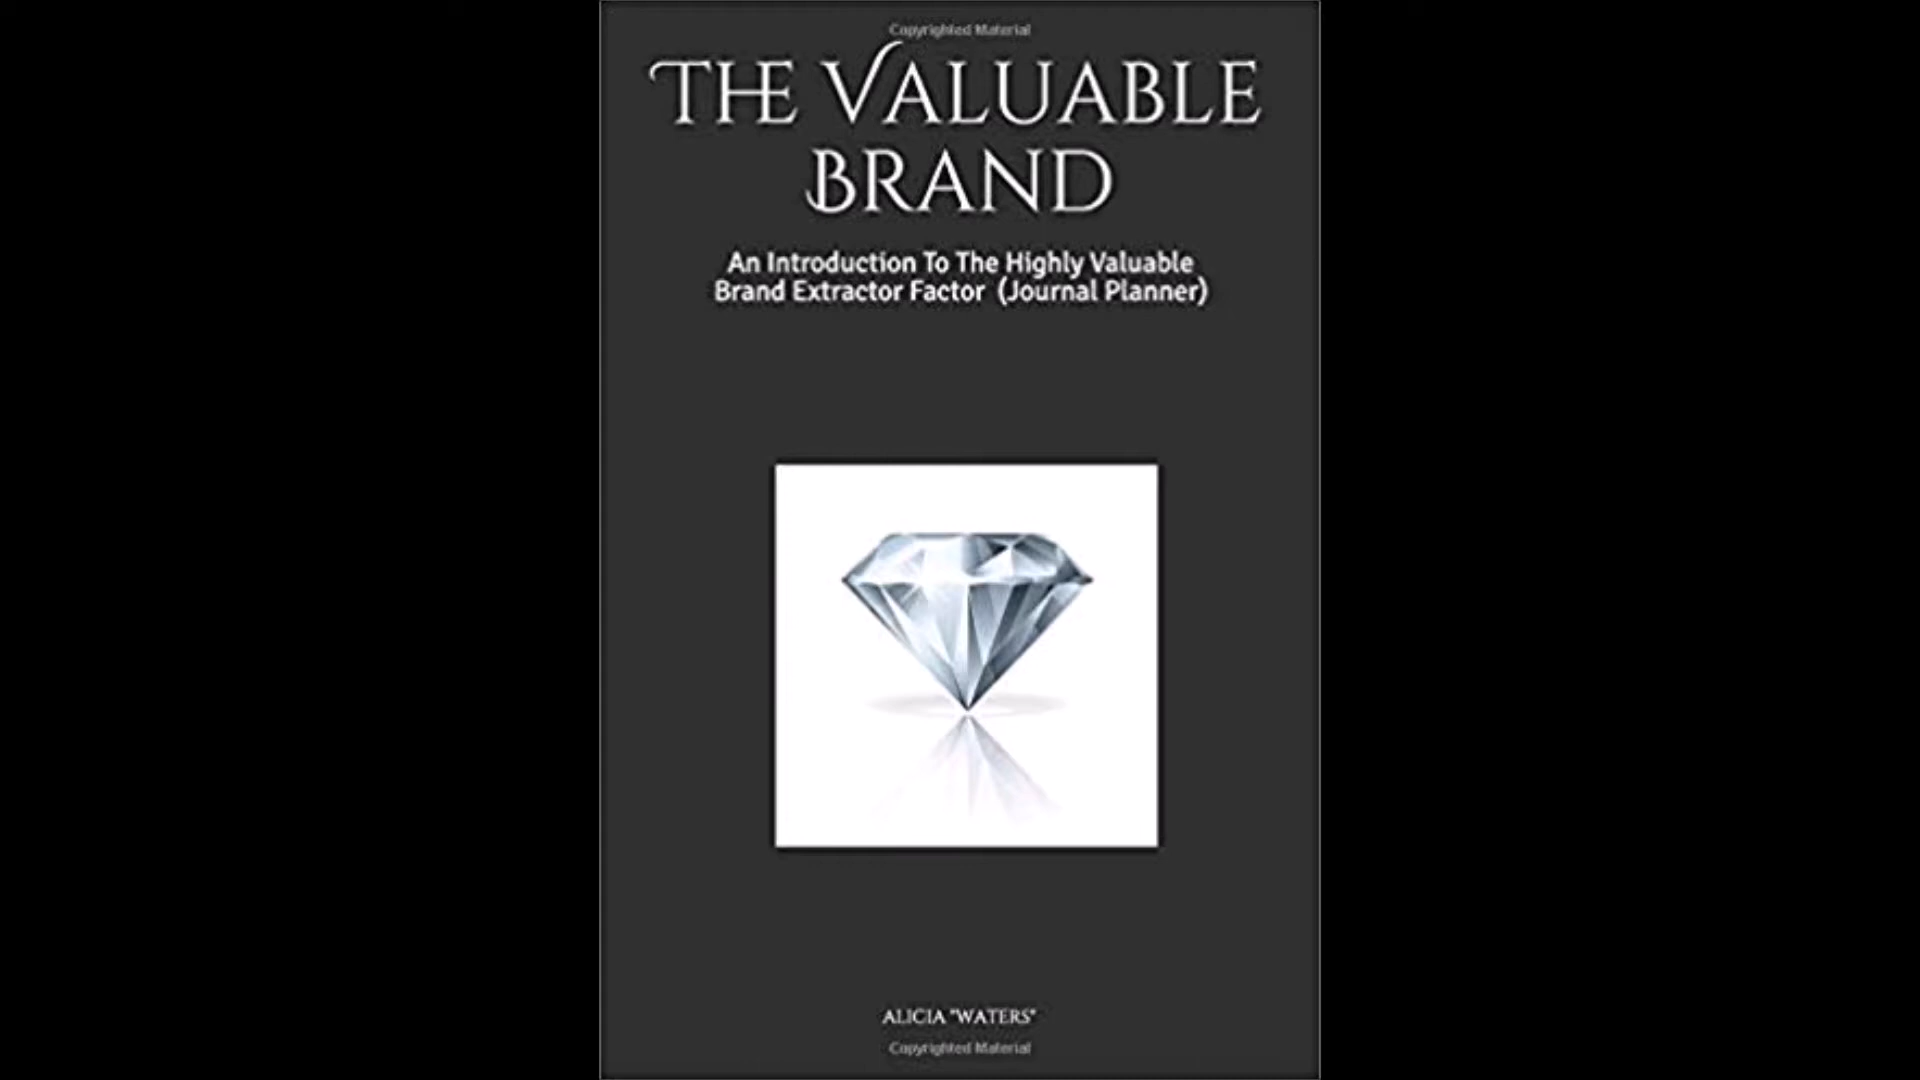 Copyrighted Material
THE VALUABLE
BRAND
An Introduction To The Highly Valuable
Brand Extractor Factor (Journal Planner)
ALICIA "WATERS"
Copyrighted Material